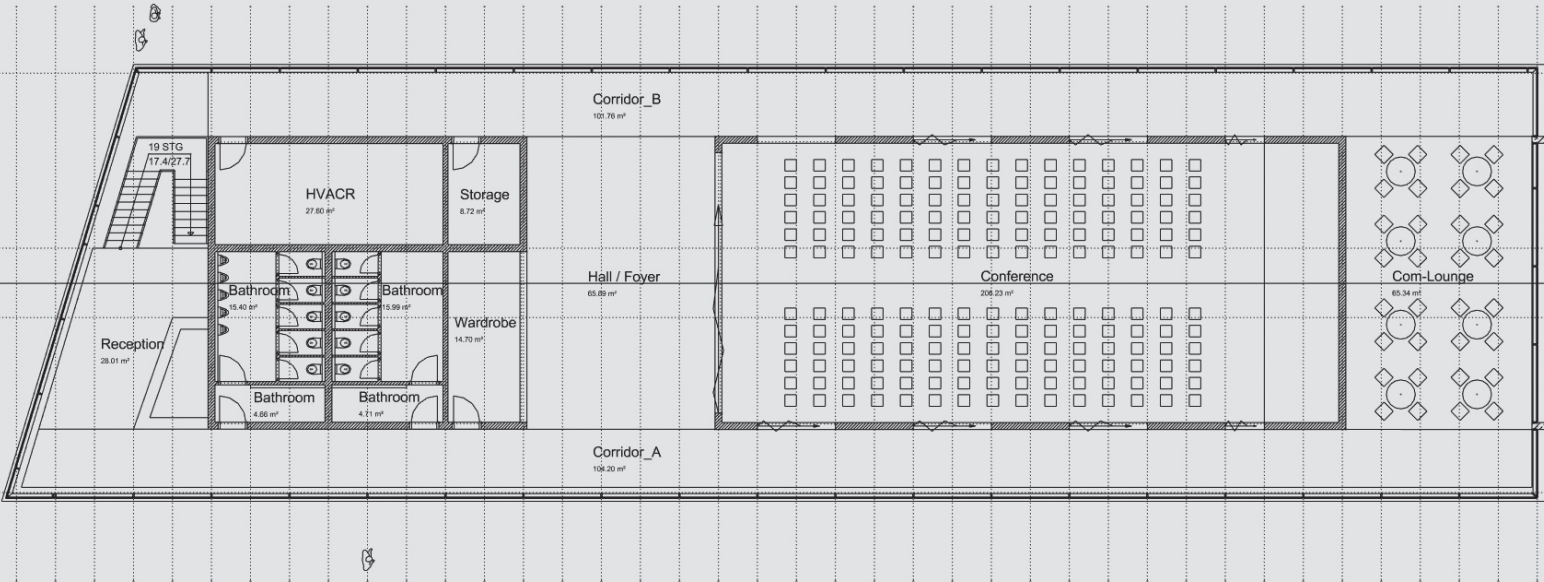 Corridor_B
101.76 m²
19 STG
17.4/27.7
HVACR
27.60 m²
Storage
8.72 m²
Hall / Foyer
65.89 m²
Conference
206.23 m²
Com-Lounge
65.34 m²
Bathroom
15.40 m²
Bathroom
15.99 m²
Wardrobe
14.70 m²
Reception
28.01 m²
Bathroom
4.66 m²
Bathroom
4.71 m²
Corridor_A
104.20 m²